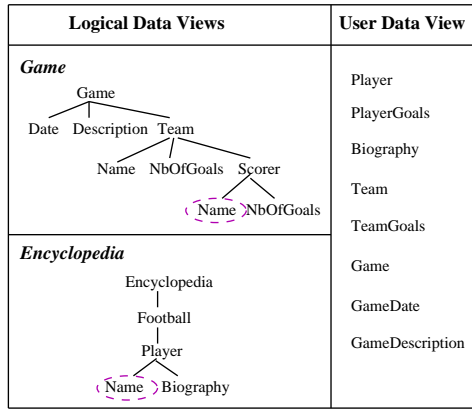 Logical Data Views
User Data View
Game
Game
Date Description Team
Name NbOfGoals Scorer
Name NbOfGoals
Encyclopedia
Encyclopedia
Football
Player
Name Biography
Player
PlayerGoals
Biography
Team
TeamGoals
Game
GameDate
GameDescription